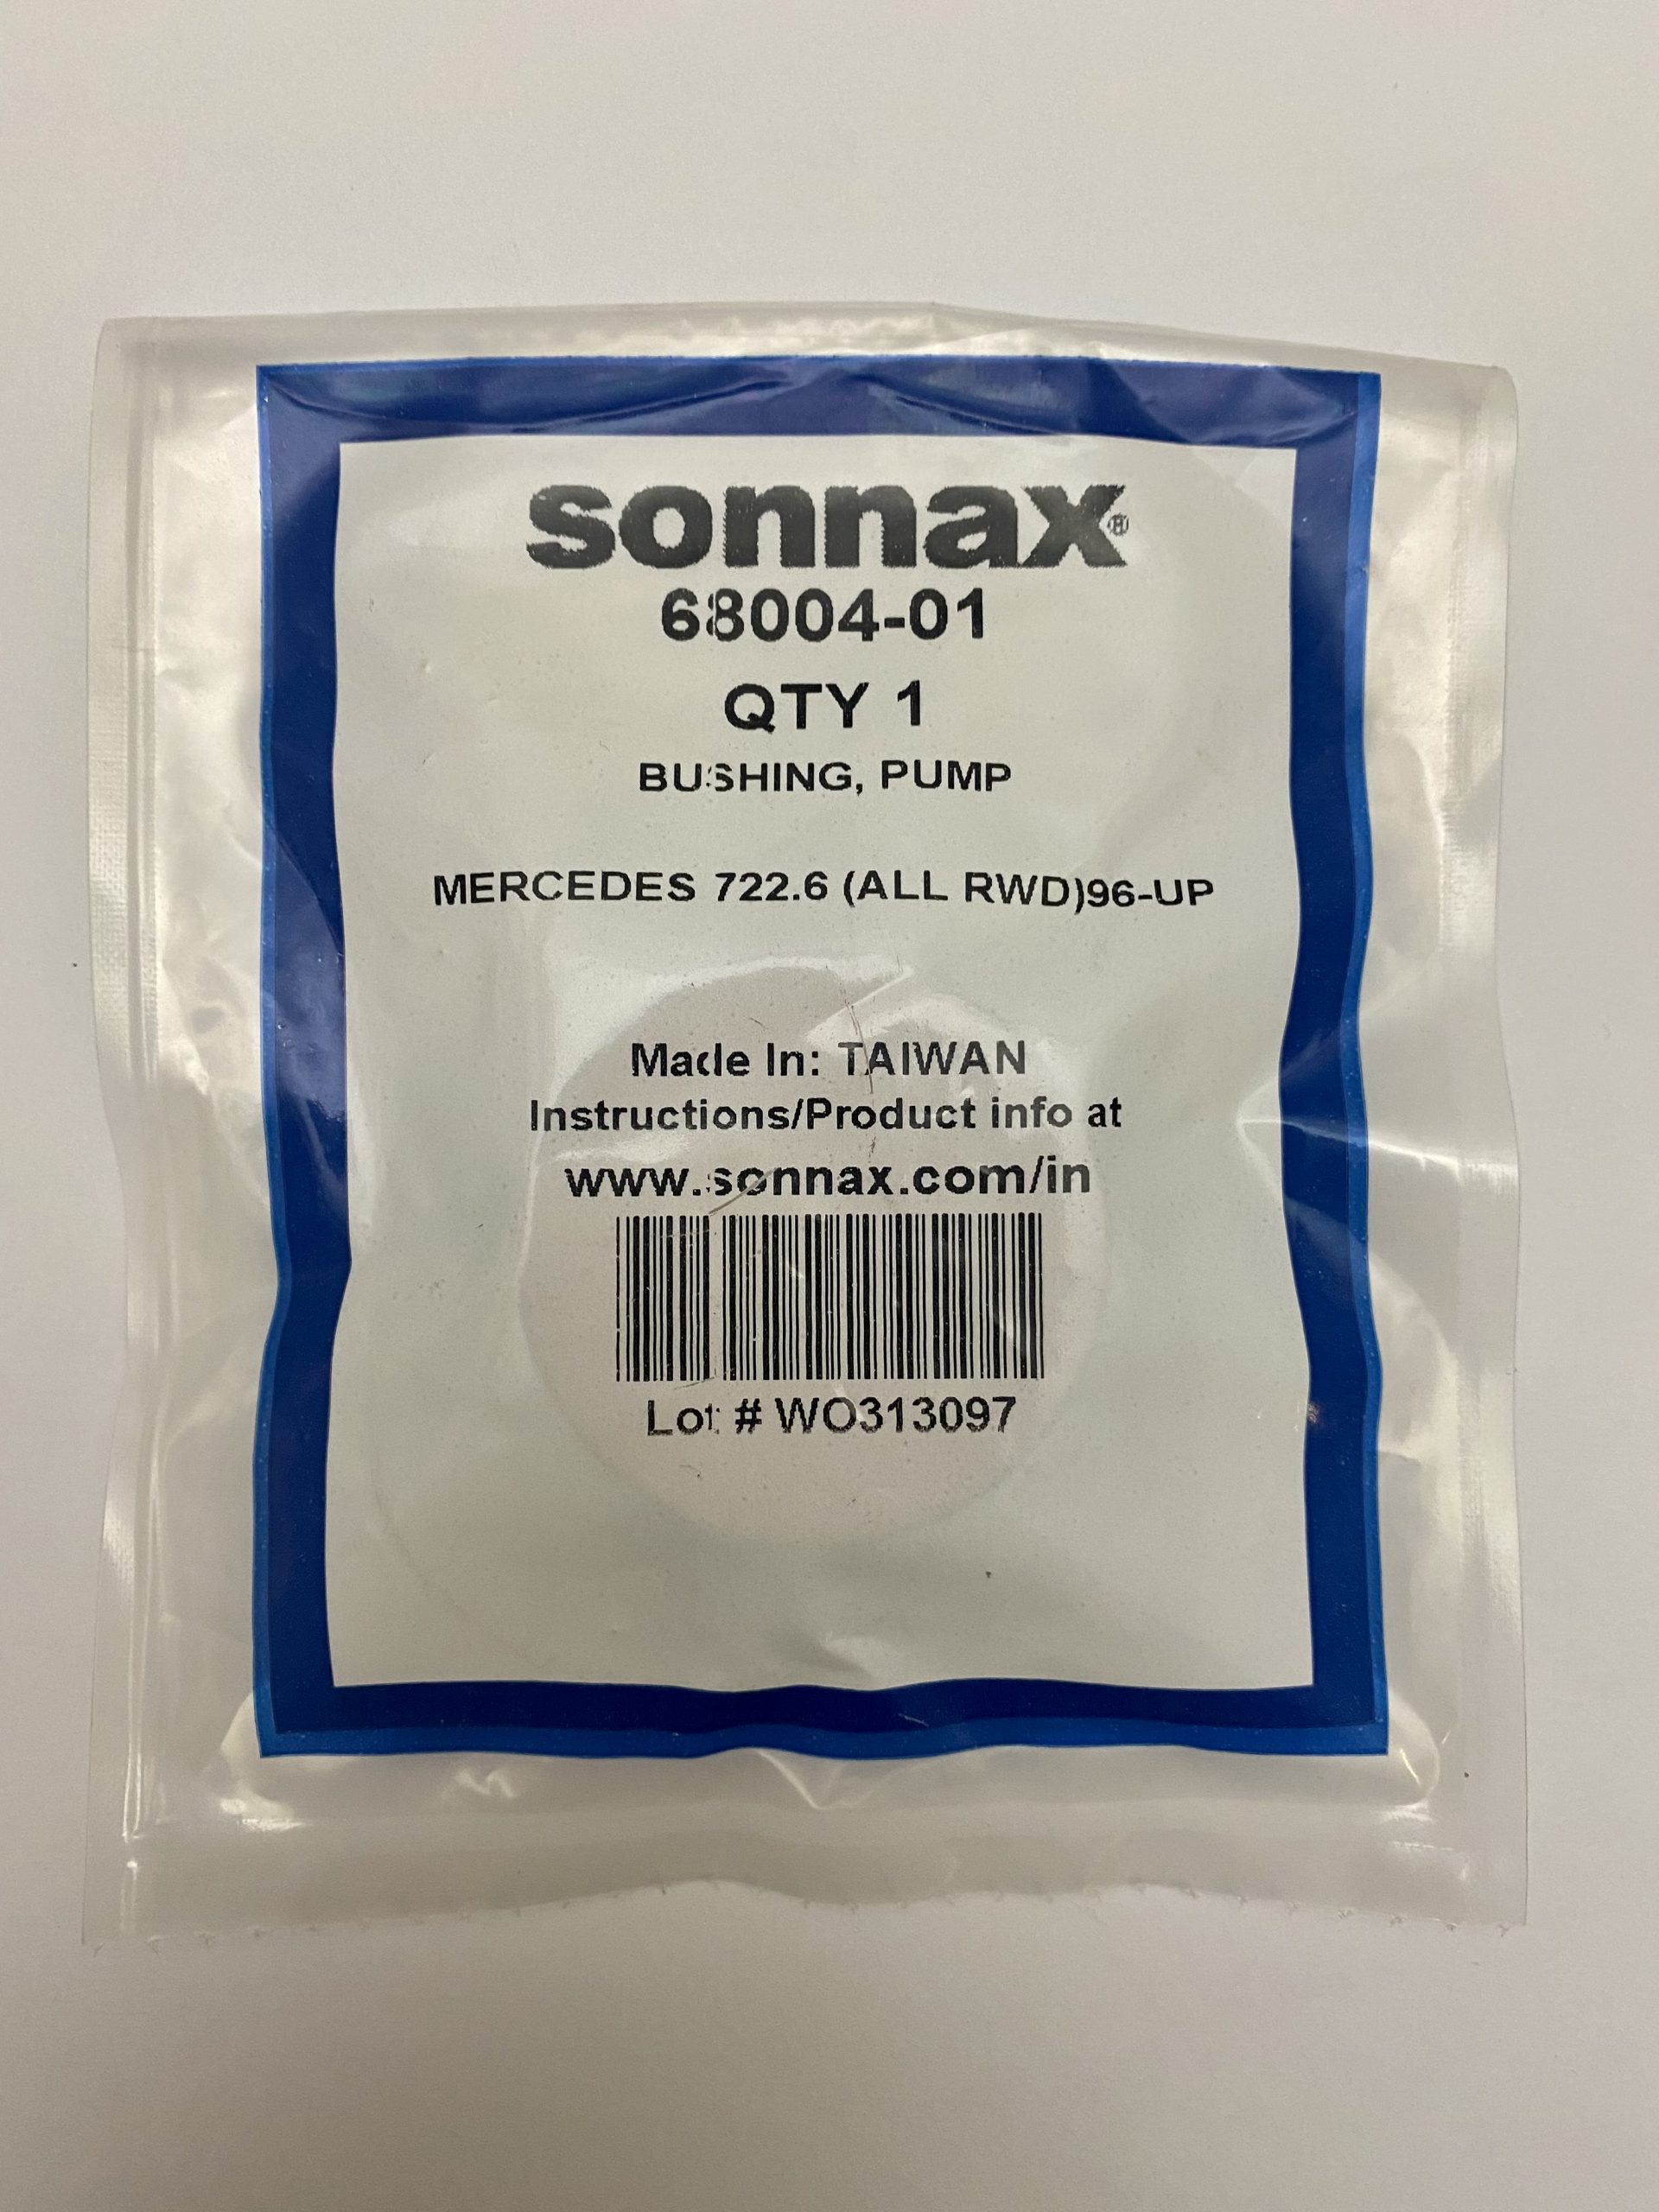 sonnax®
68004-01
QTY 1
BUSHING, PUMP
MERCEDES 722.6 (ALL RWD)96-UP
Made In: TAIWAN
Instructions/Product info at
www.sonnax.com/in
Lot # WO313097